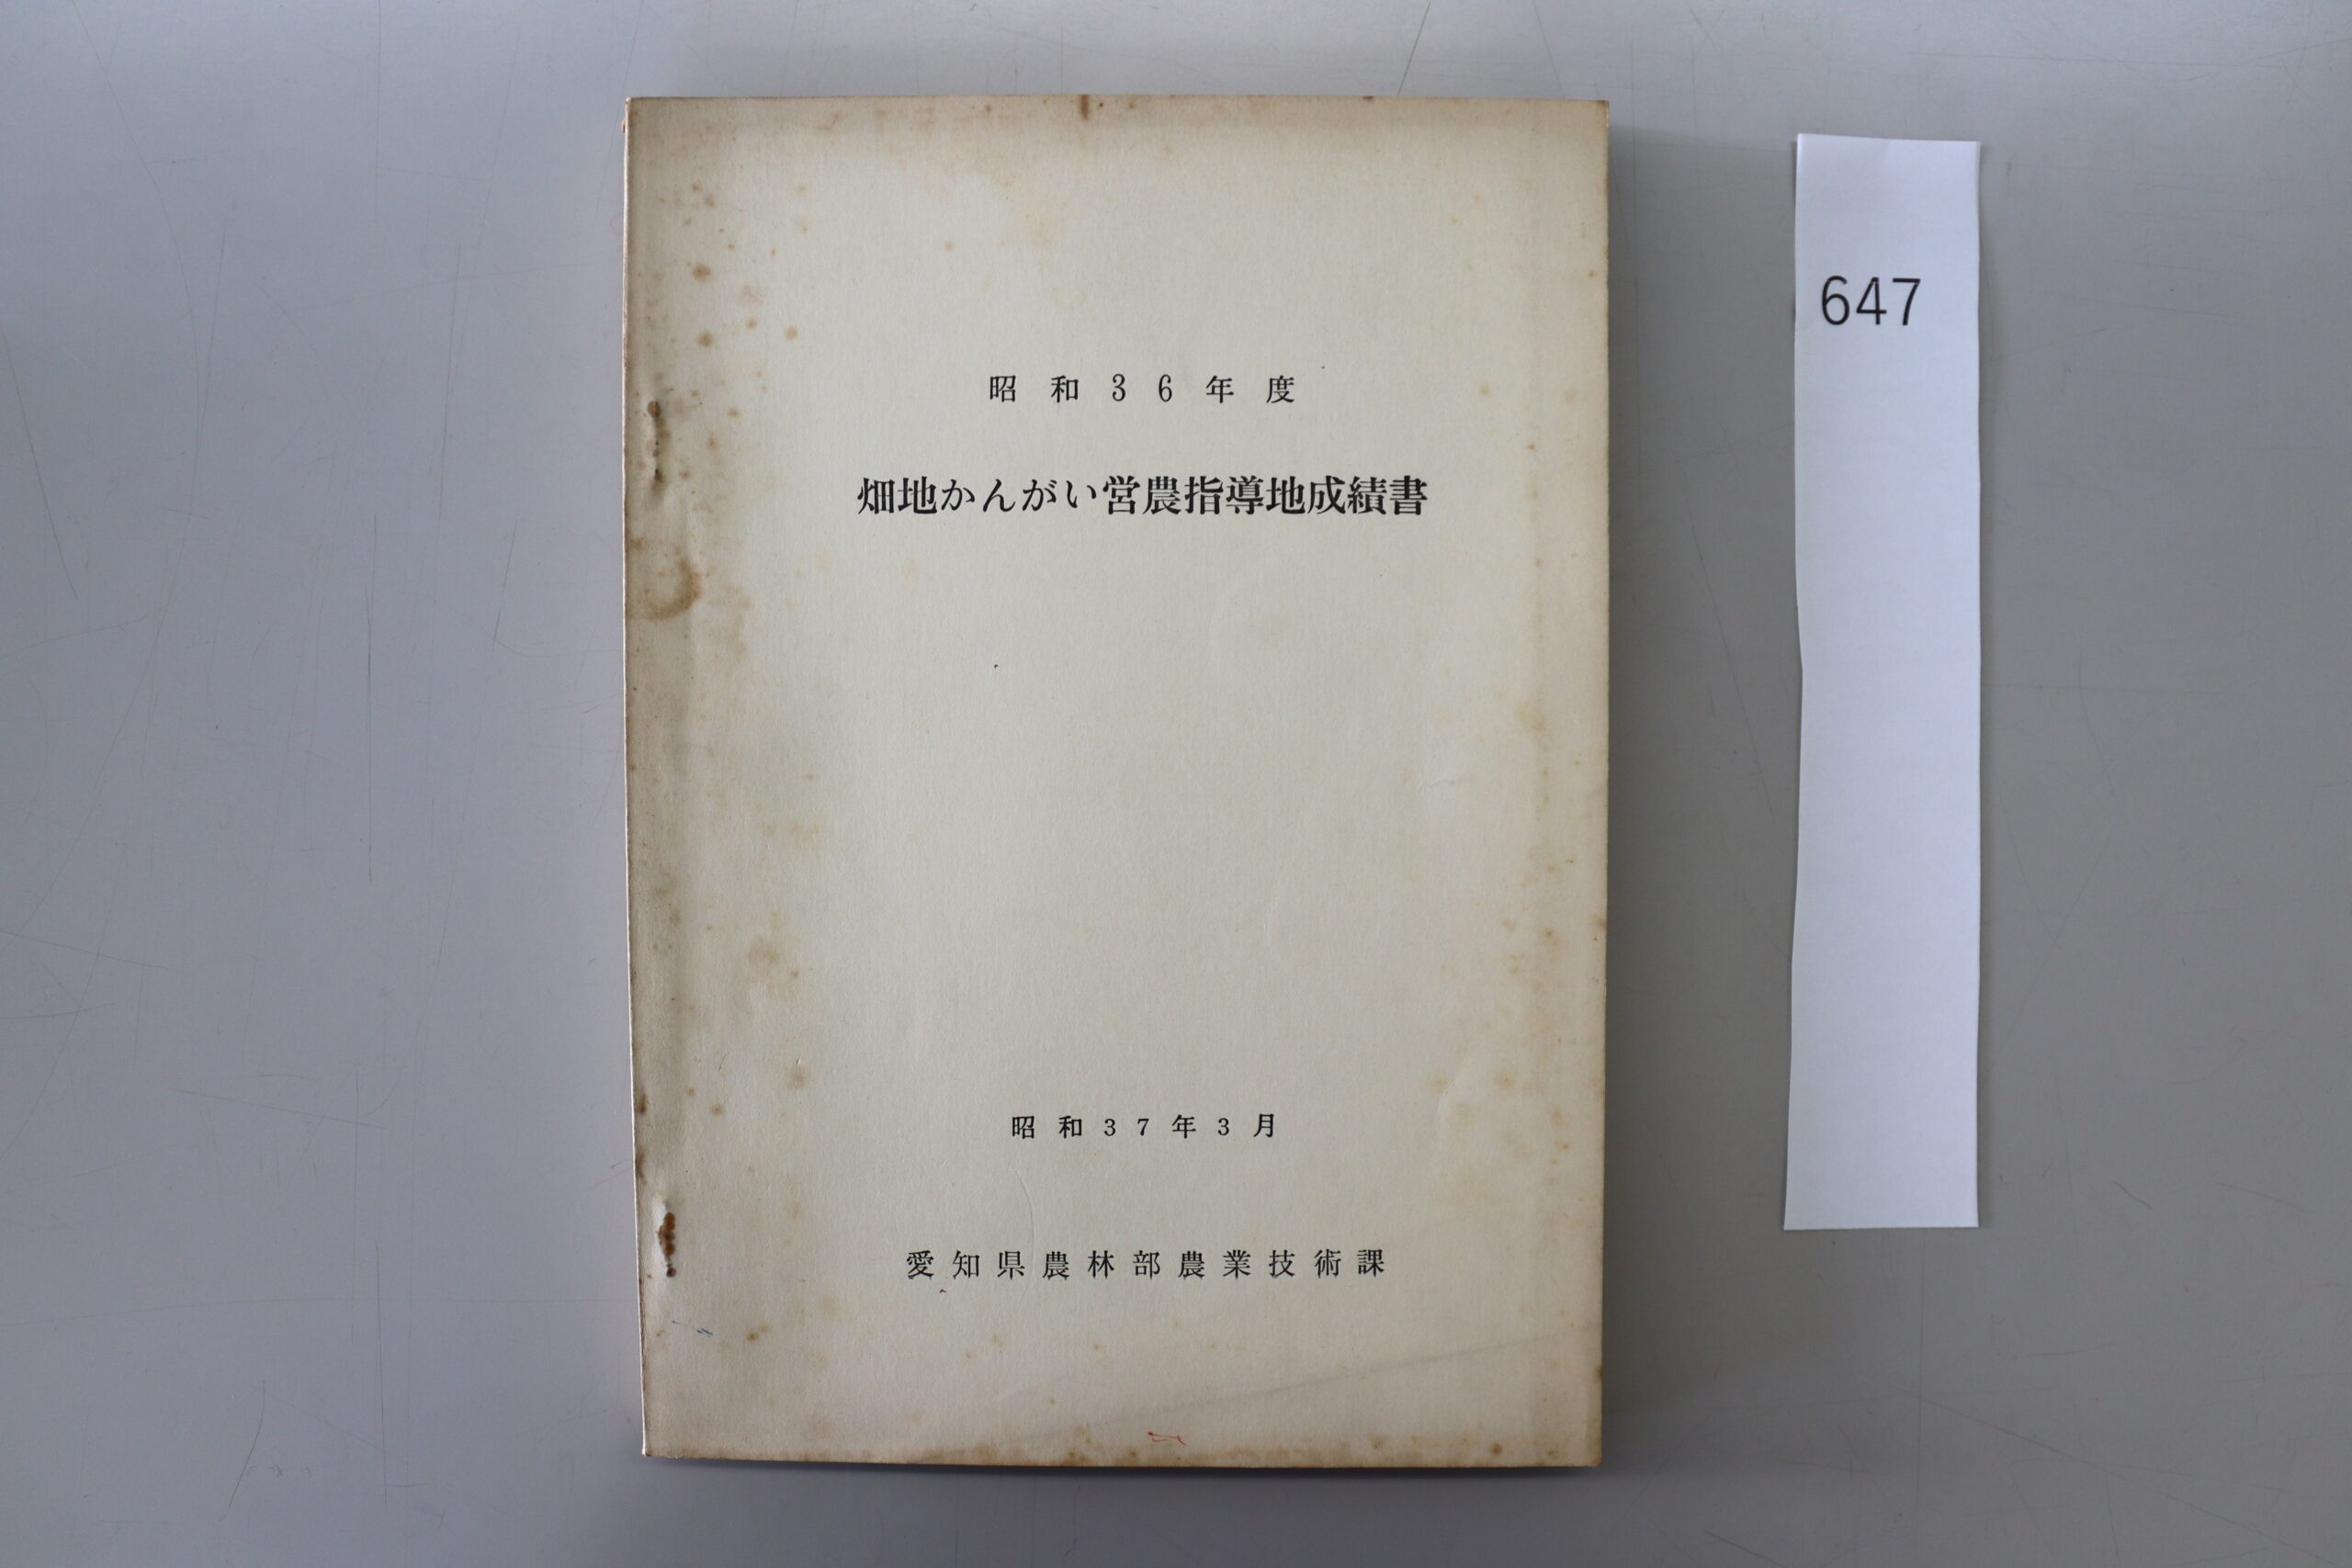 昭和36年度
畑地かんがい営農指導地成績書
昭和37年3月
愛知県農林部農業技術課
647